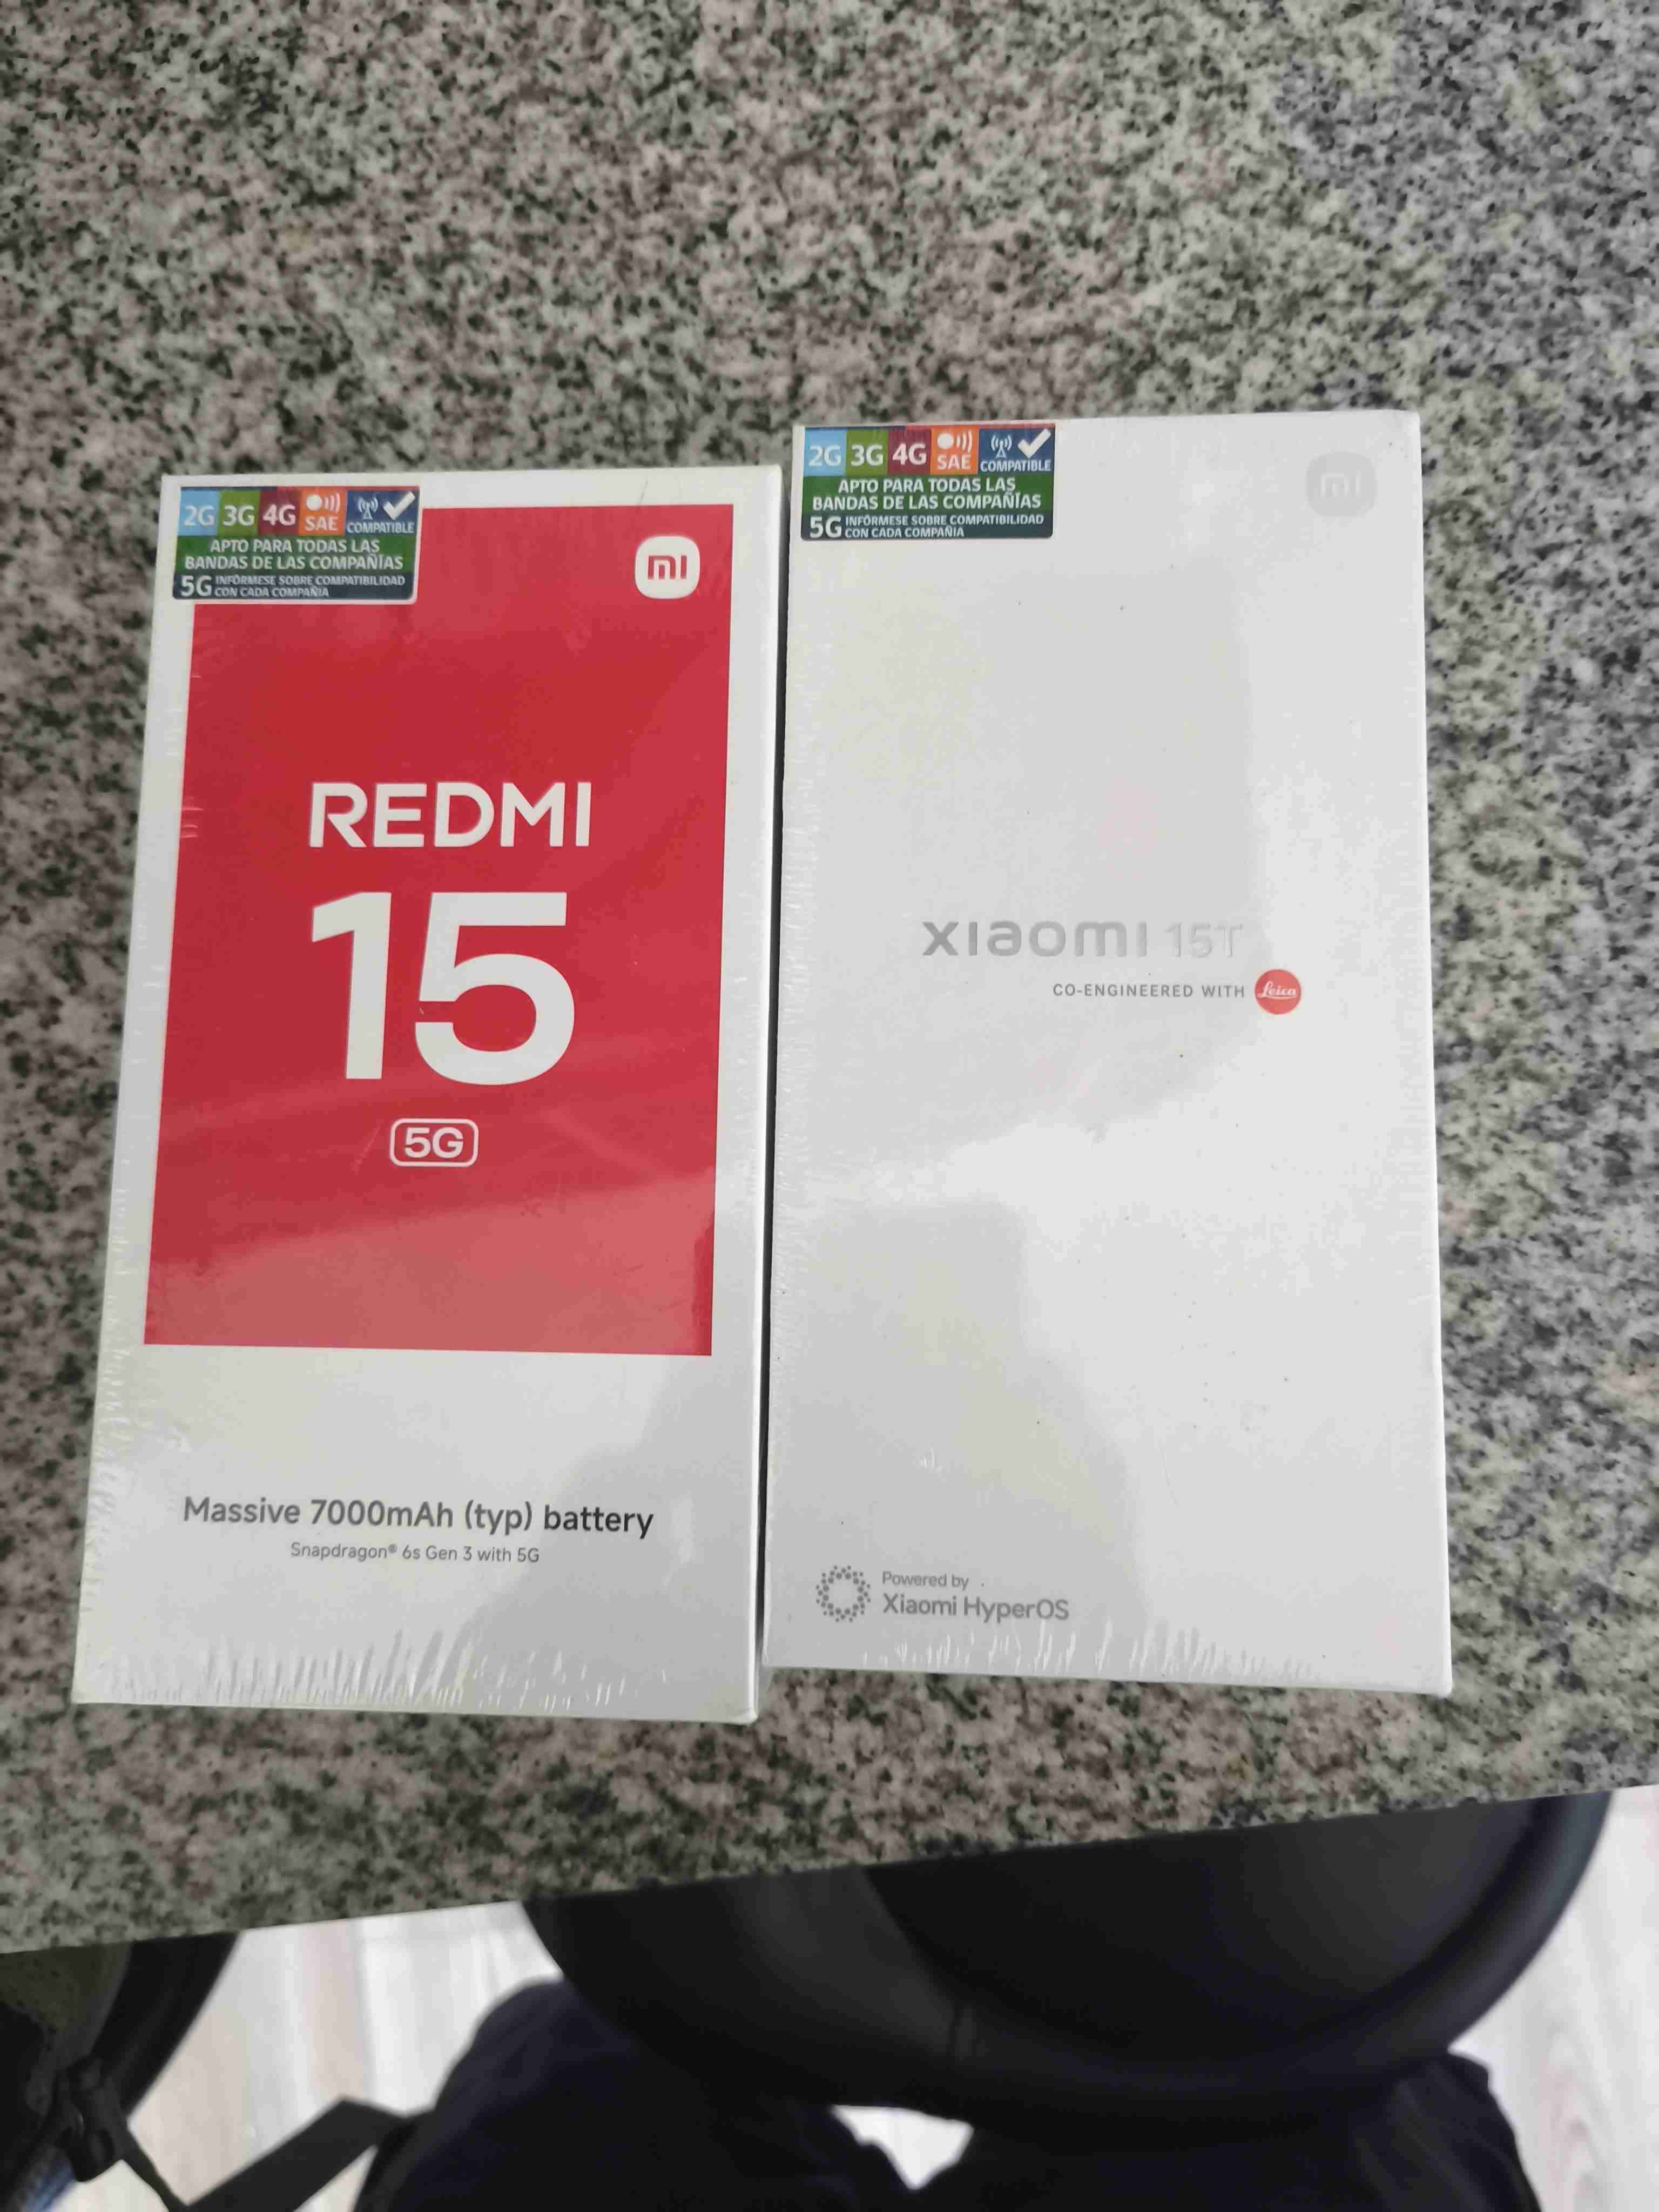 2G 3G 4G SAE COMPATIBLE
APTO PARA TODAS LAS
BANDAS DE LAS COMPAÑÍAS
5G INFÓRMESE SOBRE COMPATIBILIDAD
CON CADA COMPAÑIA
mi
REDMI
15
5G
Massive 7000mAh (typ) battery
Snapdragon® 6s Gen 3 with 5G
2G 3G 4G SAE COMPATIBLE
APTO PARA TODAS LAS
BANDAS DE LAS COMPAÑÍAS
5G INFÓRMESE SOBRE COMPATIBILIDAD
CON CADA COMPAÑIA
mi
xiaomi 15T
CO-ENGINEERED WITH Leica
Powered by
Xiaomi HyperOS